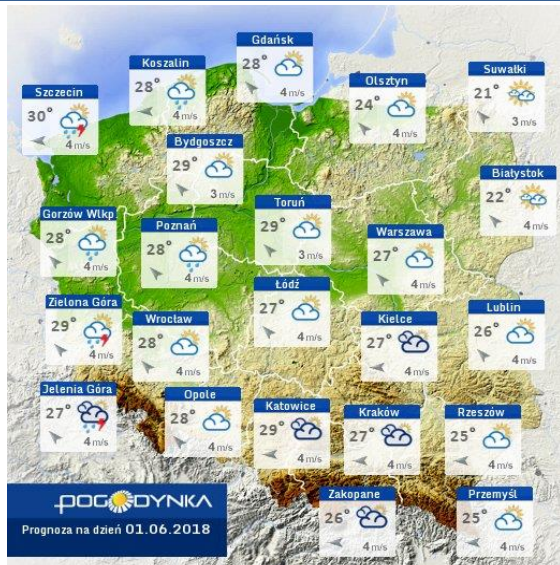 Gdańsk
28°
4 m/s
Koszalin
28°
4 m/s
Szczecin
30°
4 m/s
Olsztyn
24°
4 m/s
Suwałki
21°
3 m/s
Bydgoszcz
29°
3 m/s
Białystok
22°
4 m/s
Gorzów Wlkp
28°
4 m/s
Poznań
28°
4 m/s
Toruń
29°
3 m/s
Warszawa
27°
4 m/s
Zielona Góra
29°
4 m/s
Wrocław
28°
4 m/s
Łódź
27°
4 m/s
Kielce
27°
4 m/s
Lublin
26°
4 m/s
Jelenia Góra
27°
4 m/s
Opole
28°
4 m/s
Katowice
29°
4 m/s
Kraków
27°
4 m/s
Rzeszów
25°
4 m/s
Zakopane
26°
4 m/s
Przemyśl
25°
4 m/s
POGODYNKA
Prognoza na dzień 01.06.2018